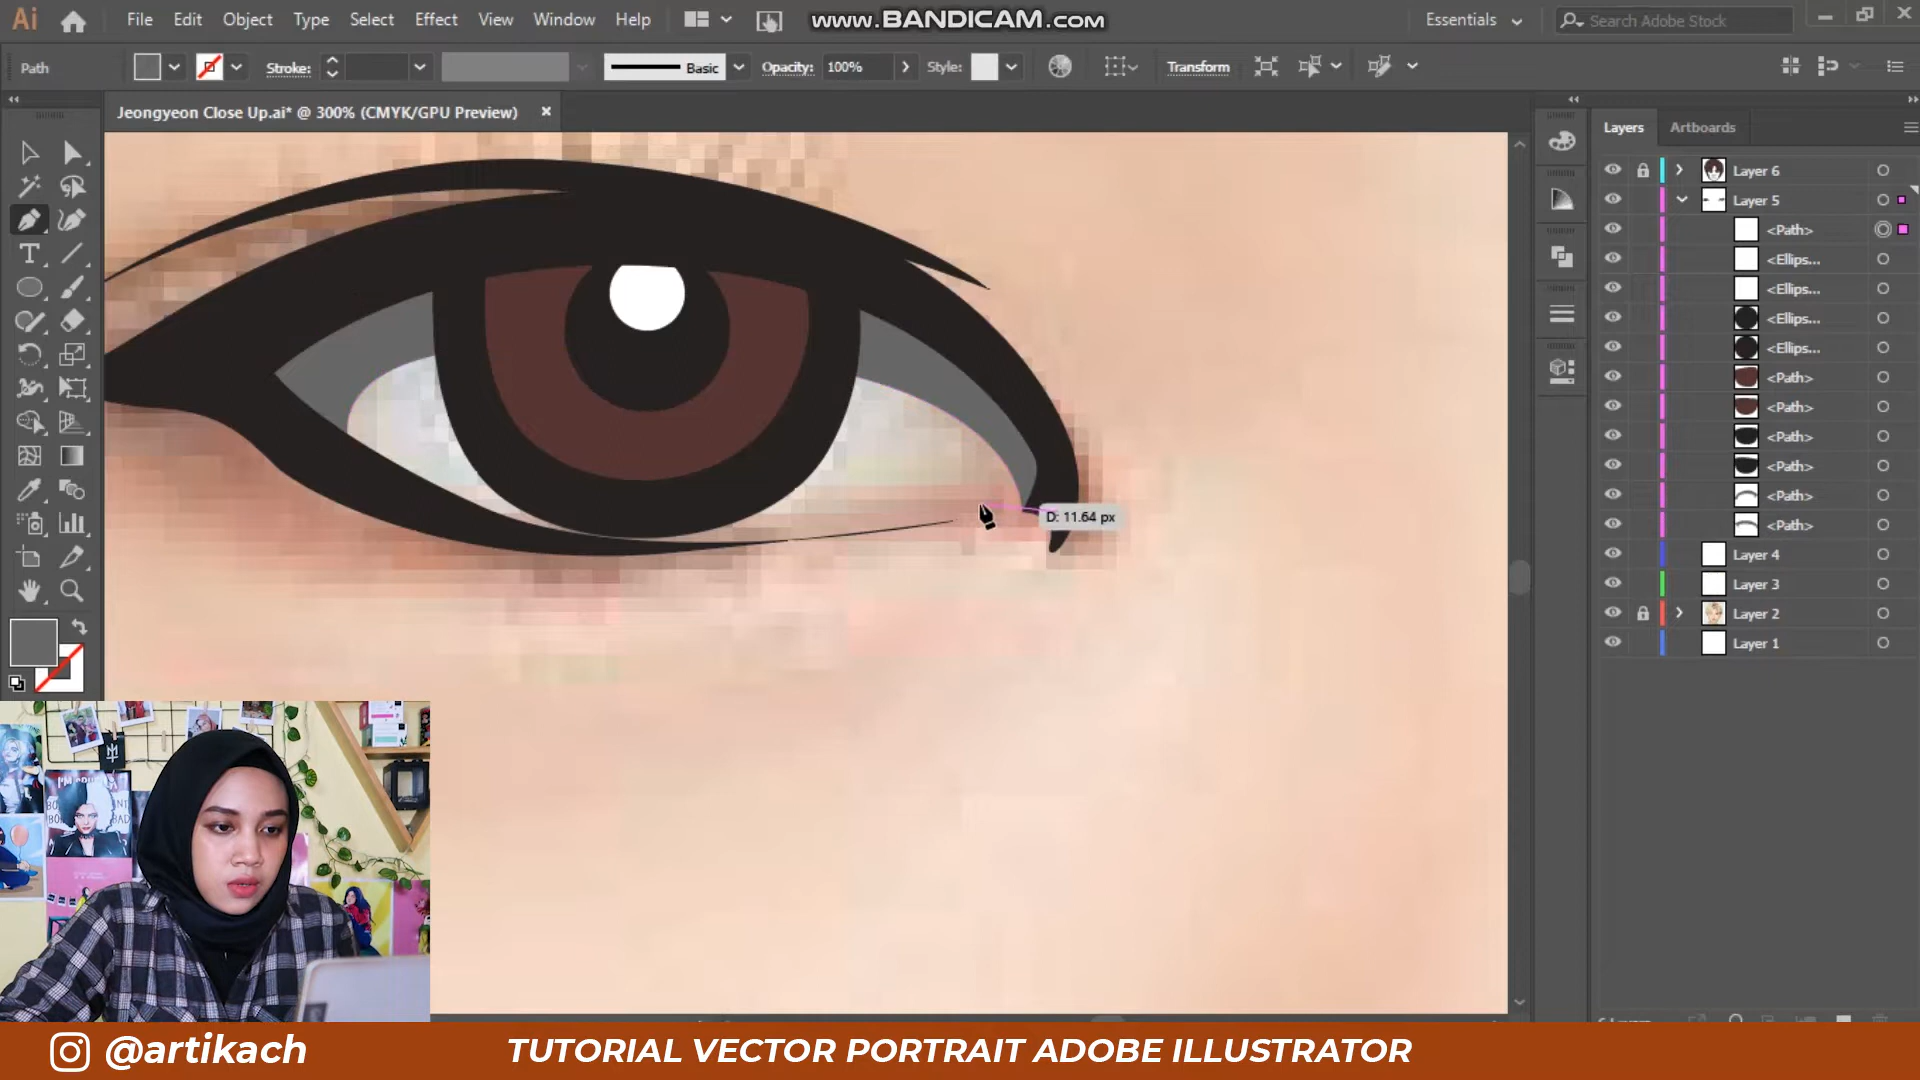 Ai File Edit Object Type Select Effect View Window Help www.BANDICAM.com Essentials Search Adobe Stock
Path Stroke: Basic Opacity: 100% Style: Transform
Jeongyeon Close Up.ai* @ 300% (CMYK/GPU Preview)
Layers Artboards
Layer 6
Layer 5
<Path>
<Ellips...
<Ellips...
<Ellips...
<Ellips...
<Path>
<Path>
<Path>
<Path>
<Path>
<Path>
Layer 4
Layer 3
Layer 2
Layer 1
D: 11.64 px
@artikach TUTORIAL VECTOR PORTRAIT ADOBE ILLUSTRATOR